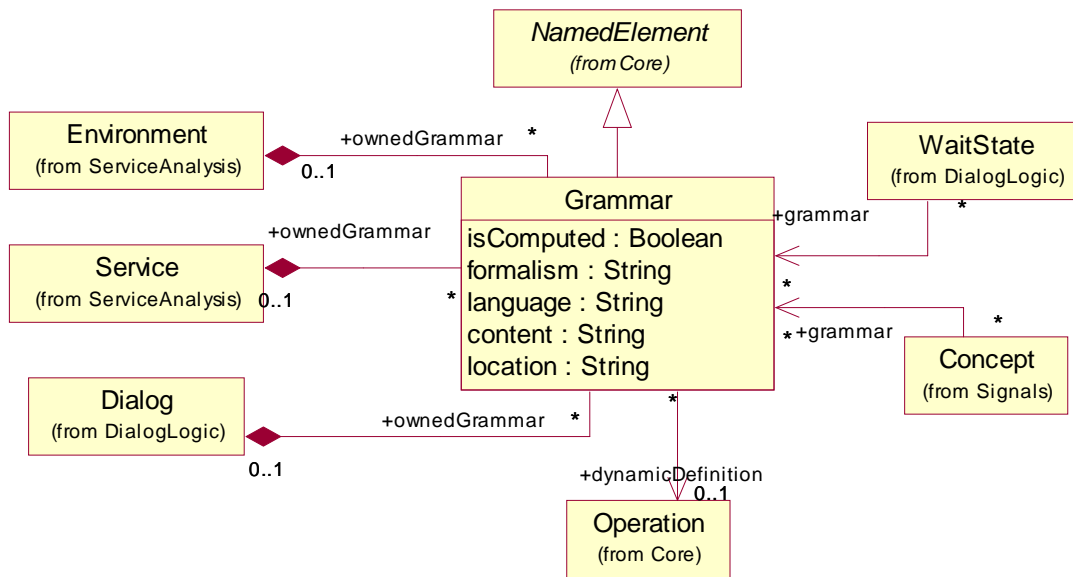 NamedElement
(from Core)
Environment
(from ServiceAnalysis)
+ownedGrammar
*
0..1
WaitState
(from DialogLogic)
*
+grammar
*
Grammar
isComputed : Boolean
formalism : String
language : String
content : String
location : String
Service
(from ServiceAnalysis)
+ownedGrammar
0..1
*
*
+grammar
*
Concept
(from Signals)
Dialog
(from DialogLogic)
+ownedGrammar
*
0..1
*
+dynamicDefinition
0..1
Operation
(from Core)